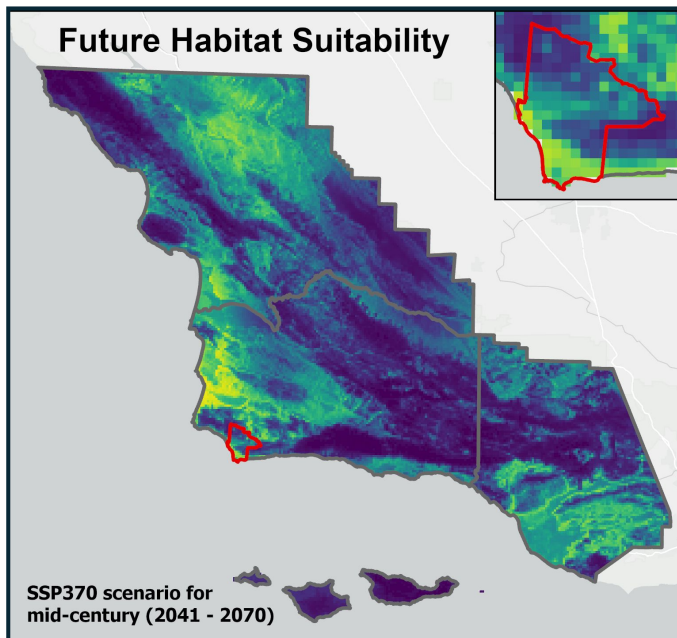 Future Habitat Suitability
SSP370 scenario for
mid-century (2041 - 2070)